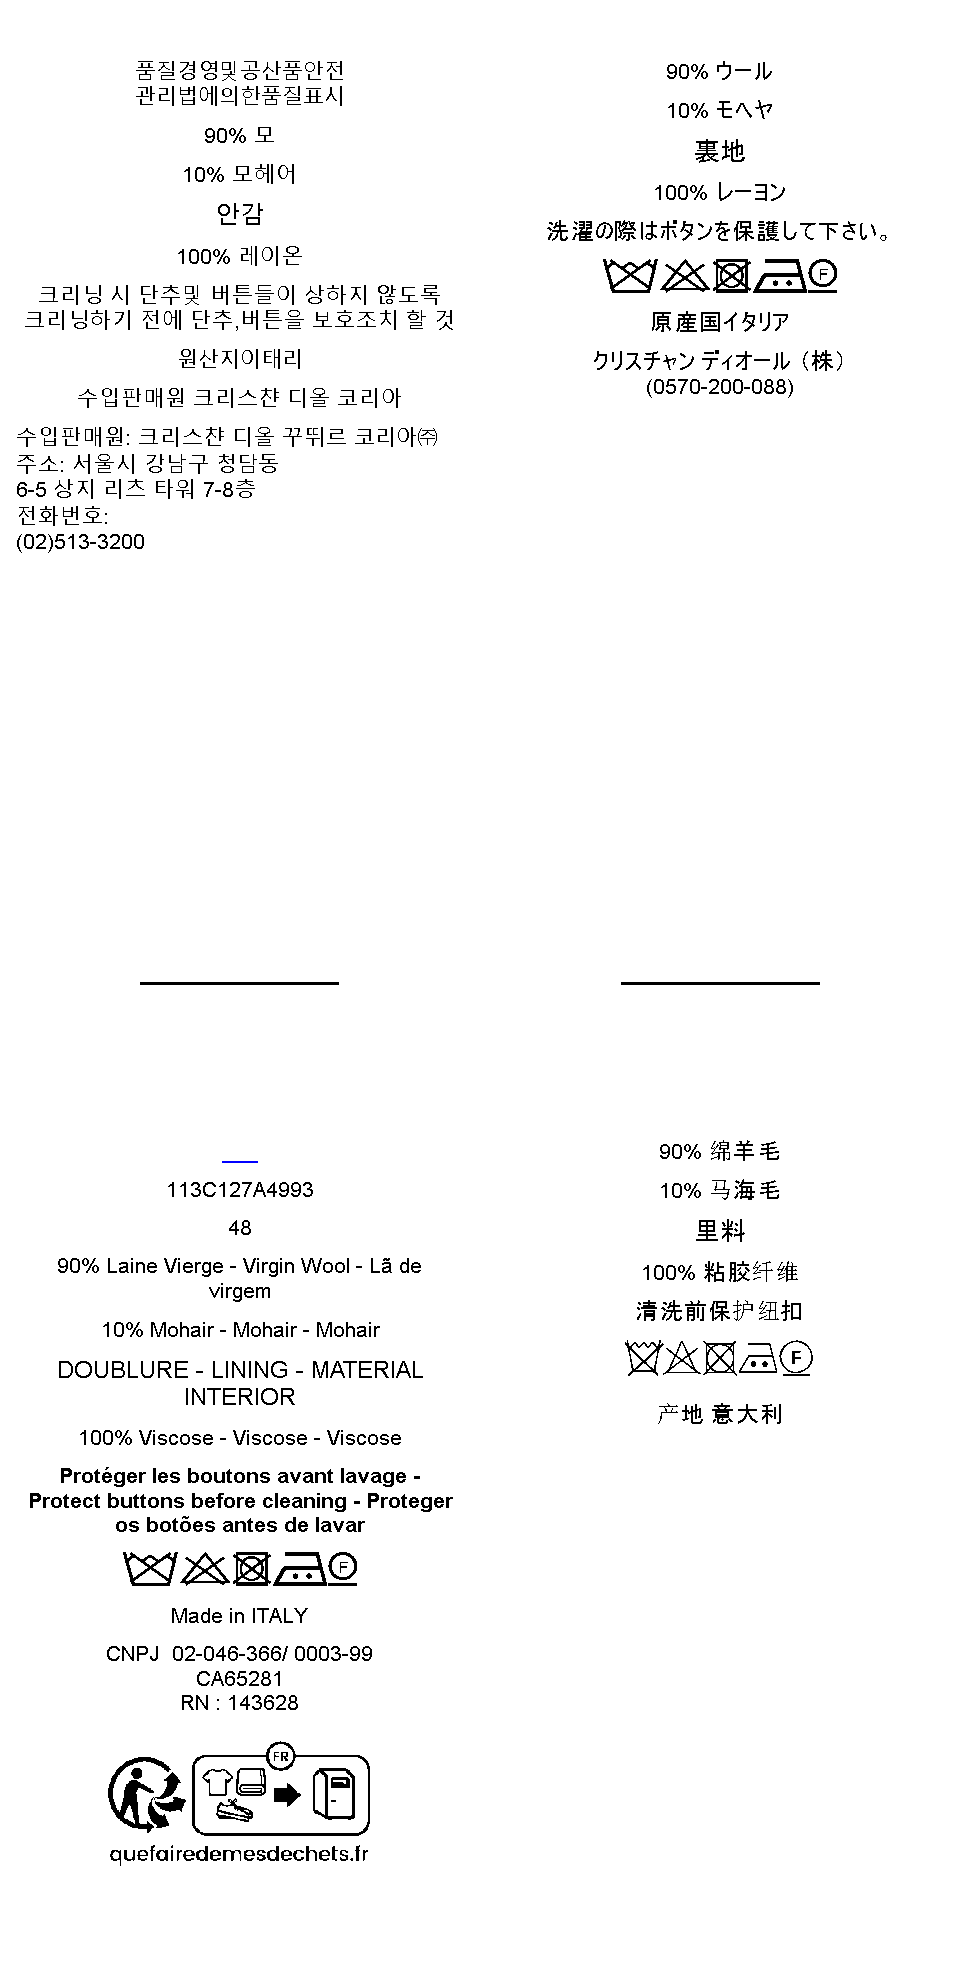 품질경영및공산품안전
관리법에의한품질표시
90% 모
10% 모헤어
안감
100% 레이온
크리닝 시 단추및 버튼들이 상하지 않도록
크리닝하기 전에 단추,버튼을 보호조치 할 것
원산지이태리
수입판매원 크리스챤 디올 코리아
수입판매원: 크리스챤 디올 꾸뛰르 코리아㈜
주소: 서울시 강남구 청담동
6-5 상지 리츠 타워 7-8층
전화번호:
(02)513-3200
90% ウール
10% モヘヤ
裏地
100% レーヨン
洗濯の際はボタンを保護して下さい。
F
原産国イタリア
クリスチャン ディオール（株）
(0570-200-088)
113C127A4993
48
90% Laine Vierge - Virgin Wool - Lã de
virgem
10% Mohair - Mohair - Mohair
DOUBLURE - LINING - MATERIAL
INTERIOR
100% Viscose - Viscose - Viscose
Protéger les boutons avant lavage -
Protect buttons before cleaning - Proteger
os botões antes de lavar
F
Made in ITALY
CNPJ  02-046-366/ 0003-99
CA65281
RN : 143628
FR
quefairedemesdechets.fr
90% 绵羊毛
10% 马海毛
里料
100% 粘胶纤维
清洗前保护纽扣
F
产地 意大利